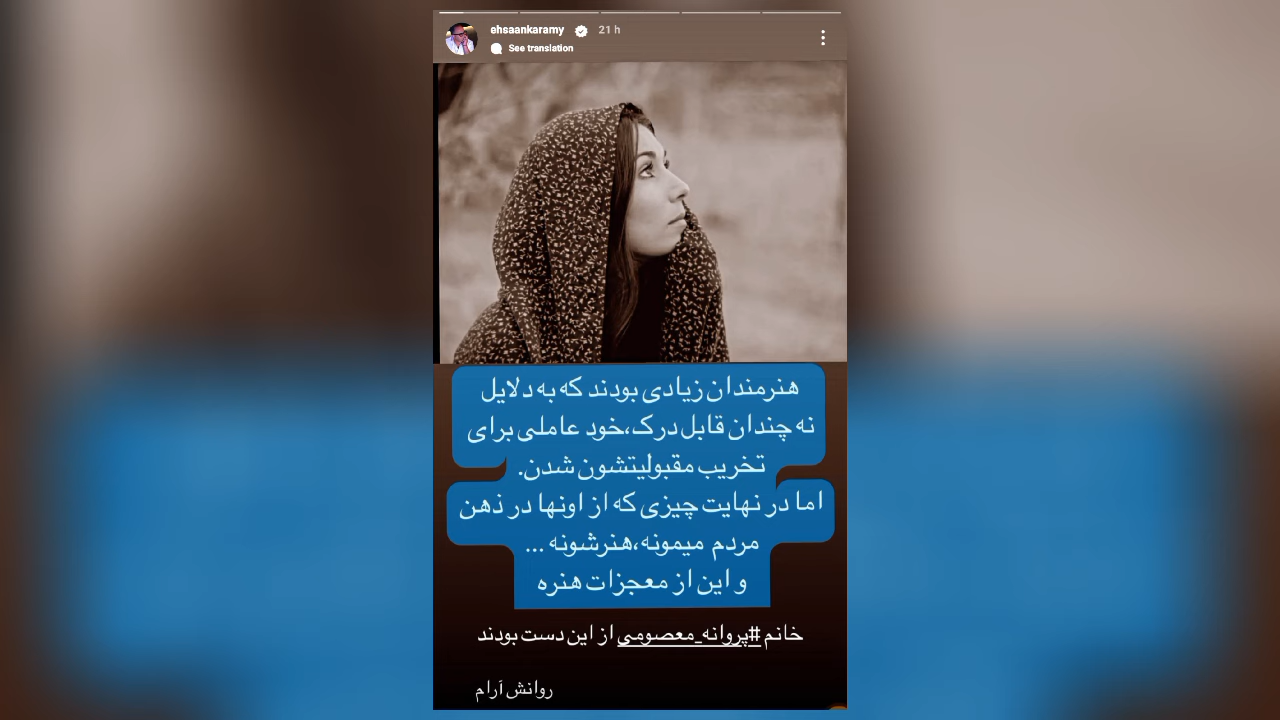 ehsaankaramy 21 h
See translation
هنرمندان زیادی بودند که به دلایل
نه چندان قابل درک،خود عاملی برای
تخریب مقبولیتشون شدن.
اما در نهایت چیزی که از اونها در ذهن
مردم میمونه،هنرشونه ...
و این از معجزات هنره
خانم #پروانه_معصومی از این دست بودند
روانش آرام